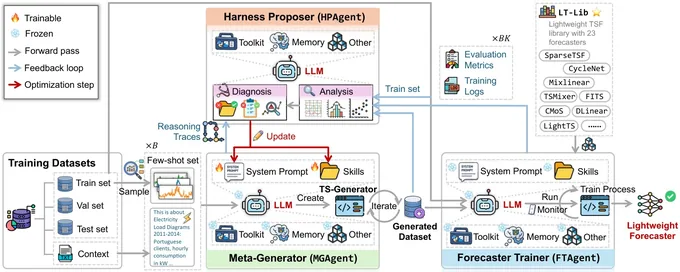 Trainable
Frozen
Forward pass
Feedback loop
Optimization step
Harness Proposer (HPAgent)
Toolkit
Memory
Other
LLM
Diagnosis
Analysis
×BK
Evaluation
Metrics
Training
Logs
LT-Lib
Lightweight TSF
library with 23
forecasters
SparseTSF
CycleNet
Mixlinear
TSMixer
FITS
CMoS
DLinear
LightTS
......
Train set
Reasoning
Traces
Update
Training Datasets
Train set
Val set
Test set
Context
Sample
×B
Few-shot set
This is about
Electricity
Load Diagrams
2011-2014:
Portuguese
clients, hourly
consumption
in kW ...
SYSTEM
PROMPT
System Prompt
Skills
LLM
Create
TS-Generator
Iterate
Toolkit
Memory
Other
Meta-Generator (MGAgent)
Generated
Dataset
SYSTEM
PROMPT
System Prompt
Skills
LLM
Run
Monitor
Train Process
Toolkit
Memory
Other
Forecaster Trainer (FTAgent)
Lightweight
Forecaster